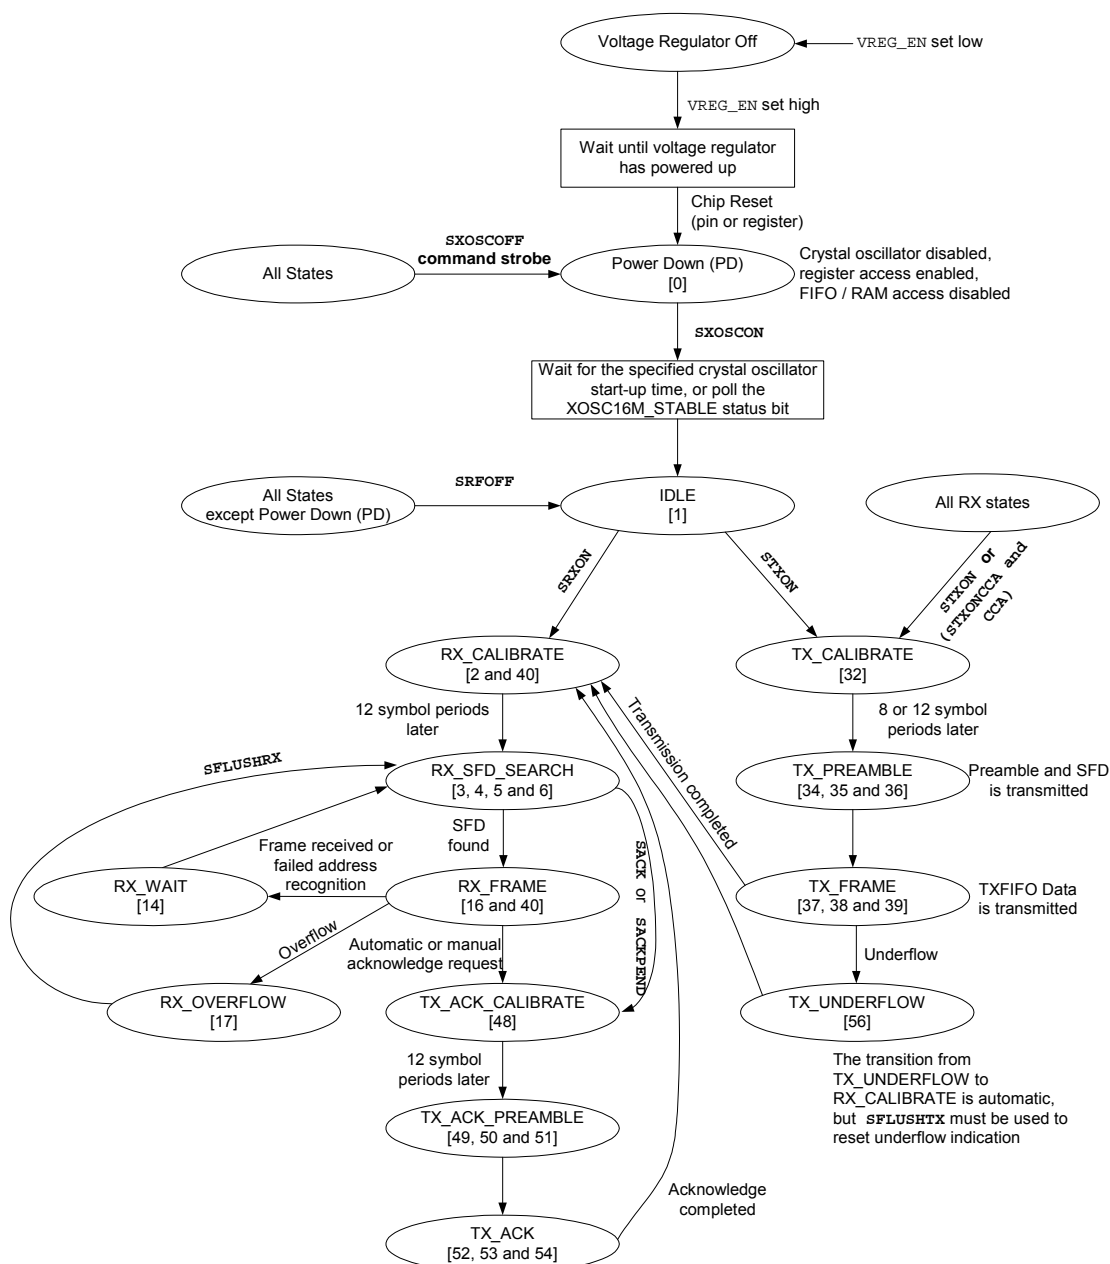 Voltage Regulator Off
VREG_EN set low
VREG_EN set high
Wait until voltage regulator
has powered up
Chip Reset
(pin or register)
All States
SXOSCOFF
command strobe
Power Down (PD)
[0]
Crystal oscillator disabled,
register access enabled,
FIFO / RAM access disabled
SXOSCON
Wait for the specified crystal oscillator
start-up time, or poll the
XOSC16M_STABLE status bit
All States
except Power Down (PD)
SRFOFF
IDLE
[1]
All RX states
SRXON
STXON
STXON or
(STXONCCA and
CCA)
RX_CALIBRATE
[2 and 40]
TX_CALIBRATE
[32]
12 symbol periods
later
8 or 12 symbol
periods later
Transmission completed
SFLUSHRX
RX_SFD_SEARCH
[3, 4, 5 and 6]
TX_PREAMBLE
[34, 35 and 36]
Preamble and SFD
is transmitted
SFD
found
Frame received or
failed address
recognition
SACK or SACKPEND
RX_WAIT
[14]
RX_FRAME
[16 and 40]
TX_FRAME
[37, 38 and 39]
TXFIFO Data
is transmitted
Overflow
Automatic or manual
acknowledge request
Underflow
RX_OVERFLOW
[17]
TX_ACK_CALIBRATE
[48]
TX_UNDERFLOW
[56]
12 symbol
periods later
The transition from
TX_UNDERFLOW to
RX_CALIBRATE is automatic,
but SFLUSHTX must be used to
reset underflow indication
TX_ACK_PREAMBLE
[49, 50 and 51]
Acknowledge
completed
TX_ACK
[52, 53 and 54]